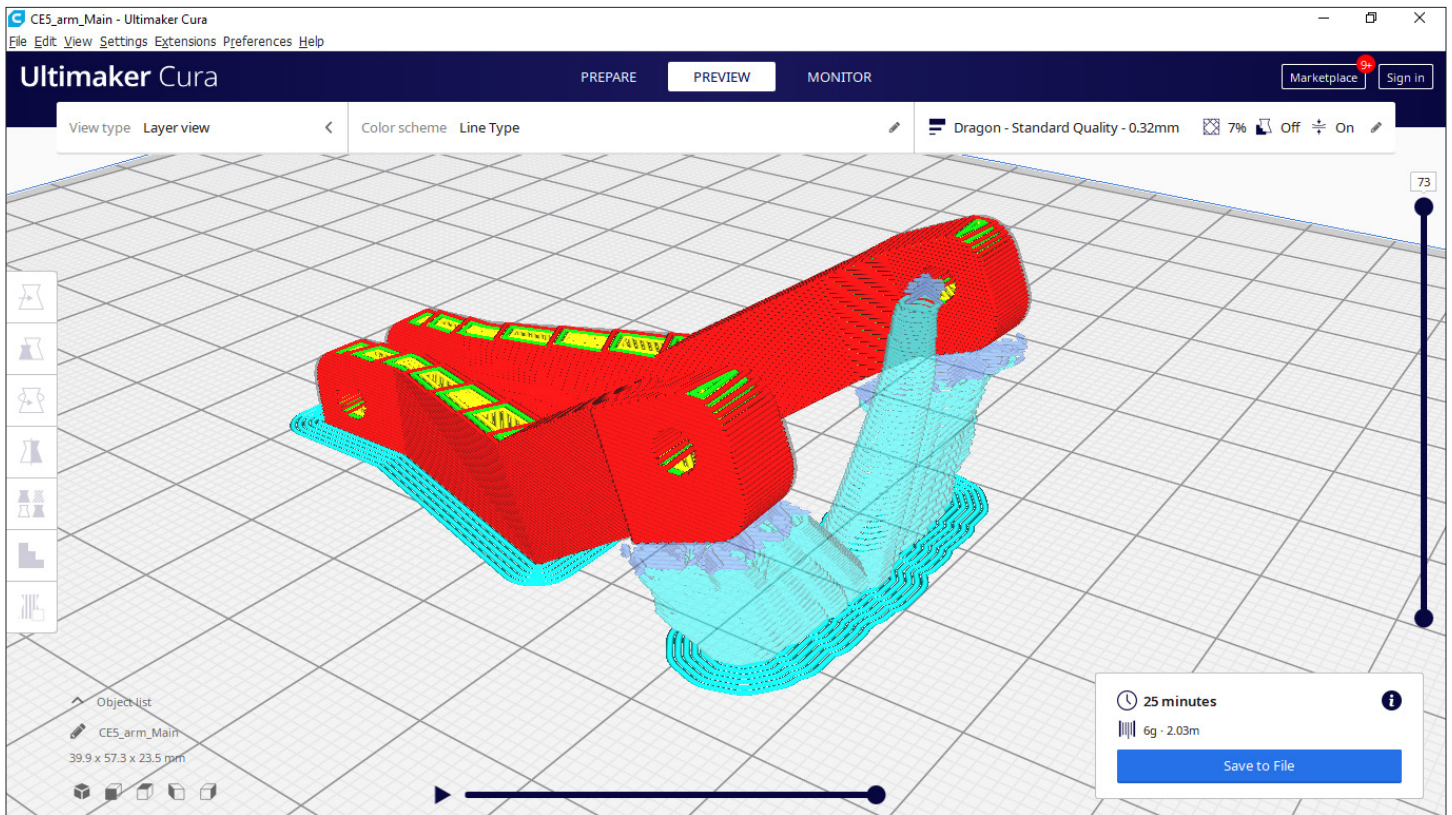 CE5_arm_Main - Ultimaker Cura
File Edit View Settings Extensions Preferences Help
Ultimaker Cura
PREPARE PREVIEW MONITOR
Marketplace 9+ Sign in
View type Layer view
Color scheme Line Type
Dragon - Standard Quality - 0.32mm 7% Off On
73
Object list
CE5_arm_Main
39.9 x 57.3 x 23.5 mm
25 minutes
6g · 2.03m
Save to File